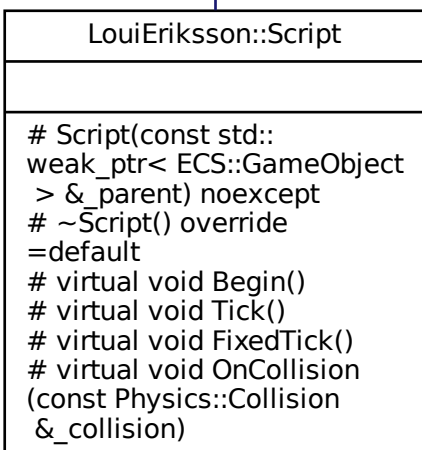 LouiEriksson::Script
# Script(const std::
weak_ptr< ECS::GameObject
> &_parent) noexcept
# ~Script() override
=default
# virtual void Begin()
# virtual void Tick()
# virtual void FixedTick()
# virtual void OnCollision
(const Physics::Collision
&_collision)